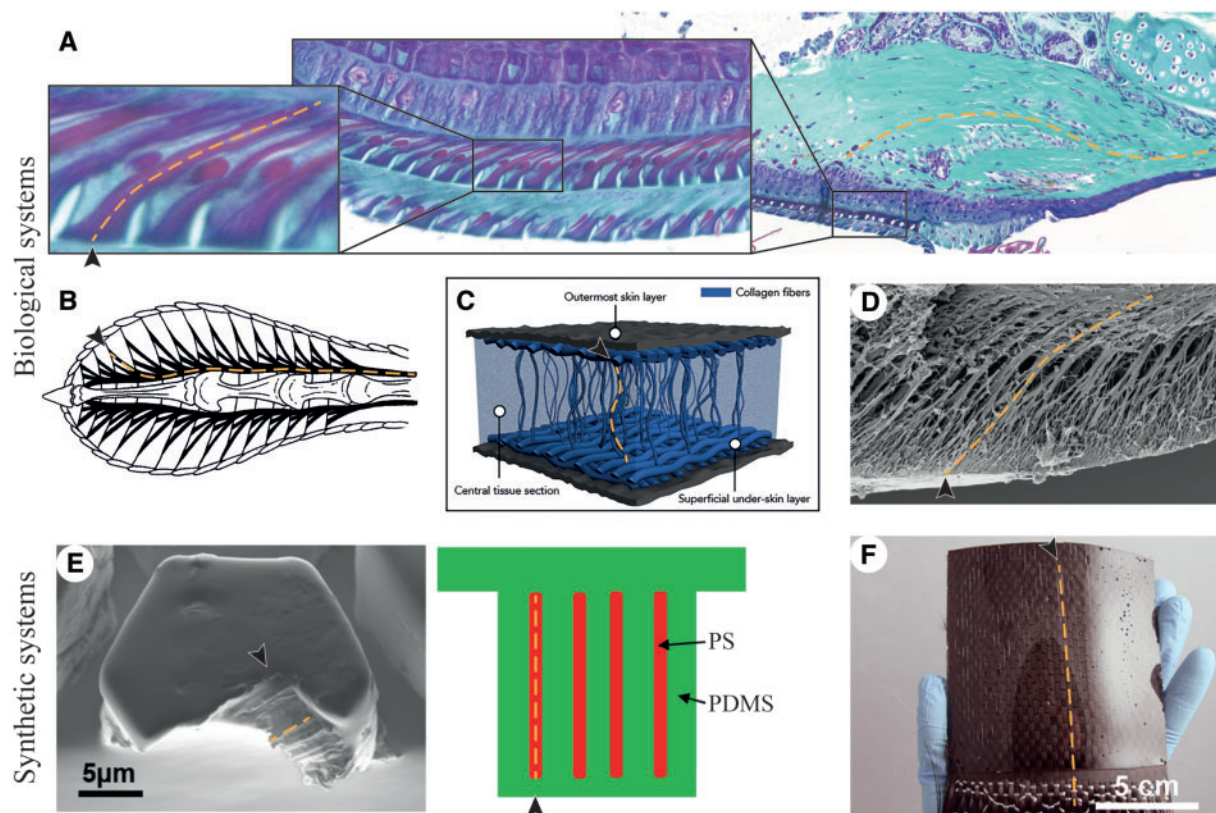 Biological systems
A
B
C
Outermost skin layer
Collagen fibers
Central tissue section
Superficial under-skin layer
D
Synthetic systems
E
5μm
PS
PDMS
F
5 cm